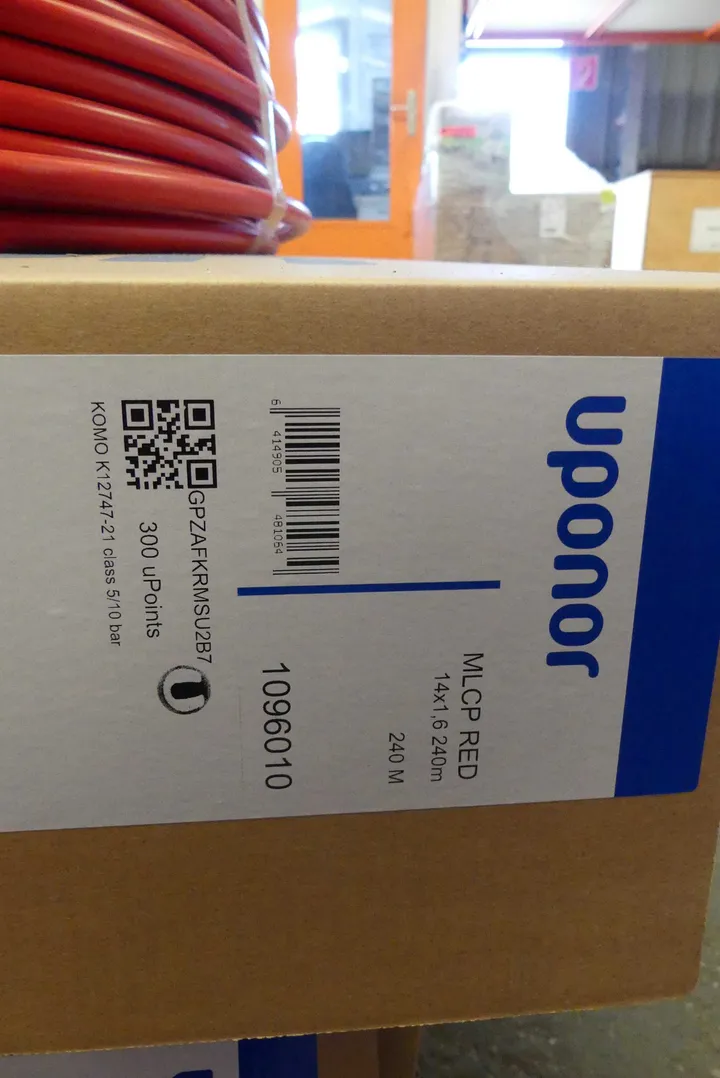 uponor
MLCP RED
14x1,6 240m
240 M
6 414905 481064
1096010
GPZAFKRMSU2B7
300 uPoints
KOMO K12747-21 class 5/10 bar